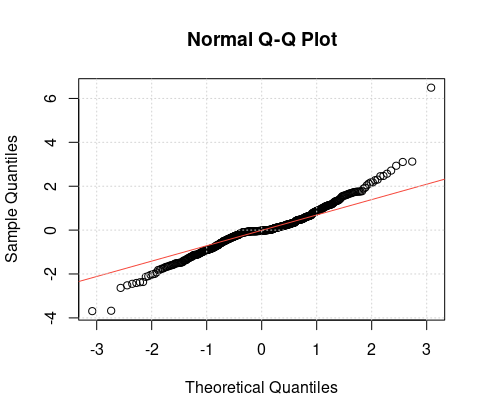 Normal Q-Q Plot
6
4
2
0
-2
-4
Sample Quantiles
-3 -2 -1 0 1 2 3
Theoretical Quantiles